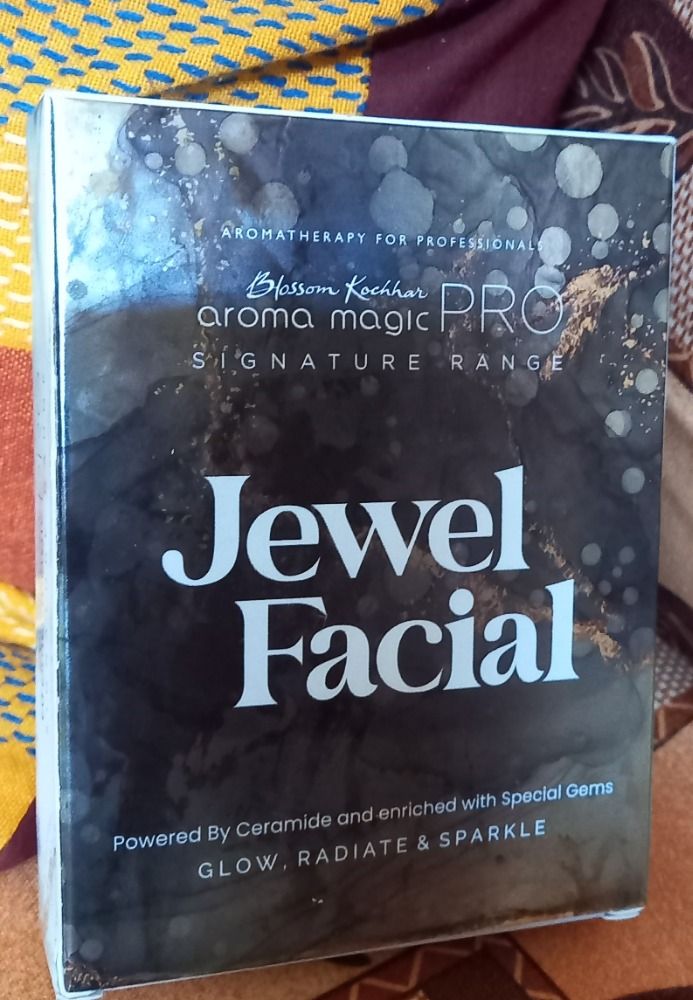 AROMATHERAPY FOR PROFESSIONALS
Blossom Kochhar
aroma magic PRO
SIGNATURE RANGE
Jewel
Facial
Powered By Ceramide and enriched with Special Gems
GLOW, RADIATE & SPARKLE